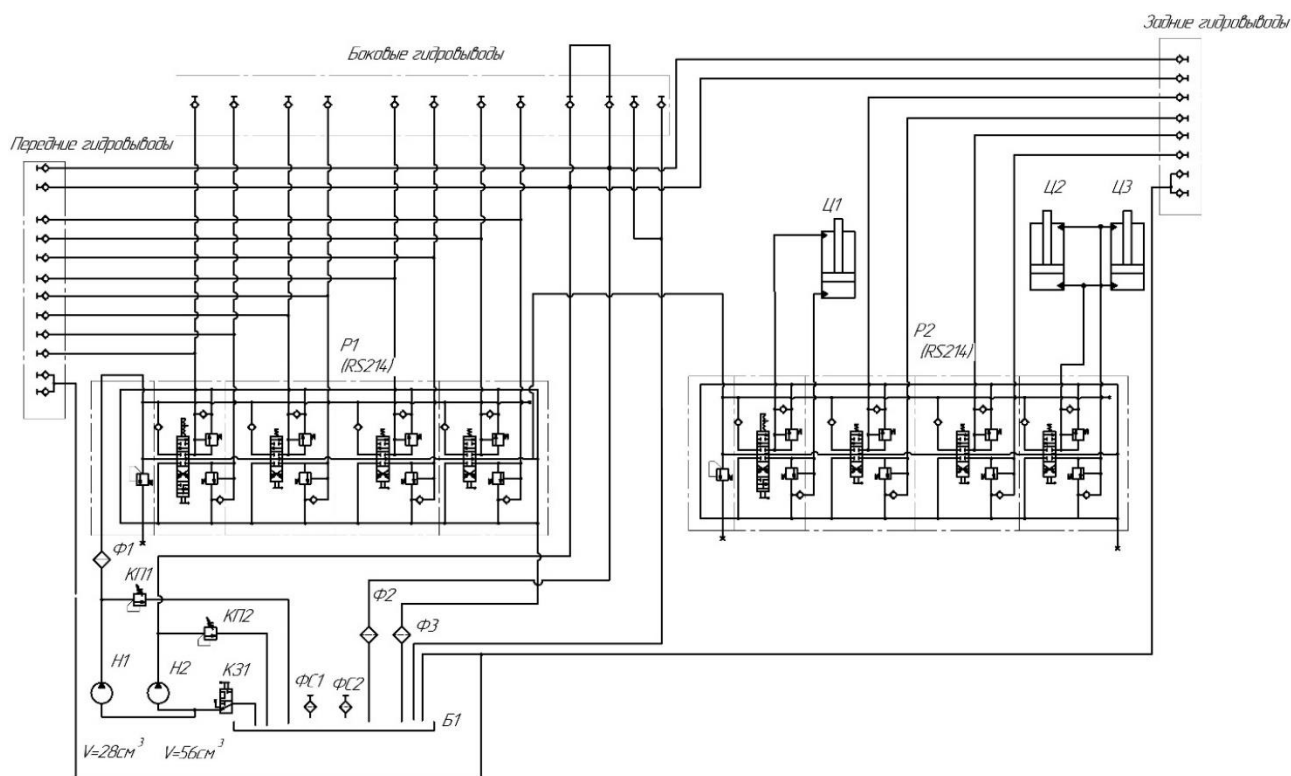 Задние гидровыводы
Боковые гидровыводы
Передние гидровыводы
Ц1
Ц2
Ц3
Р1
(RS214)
Р2
(RS214)
Ф1
КП1
Ф2
КП2
Ф3
Н1
Н2
КЗ1
ФС1
ФС2
Б1
V=28см³
V=56см³